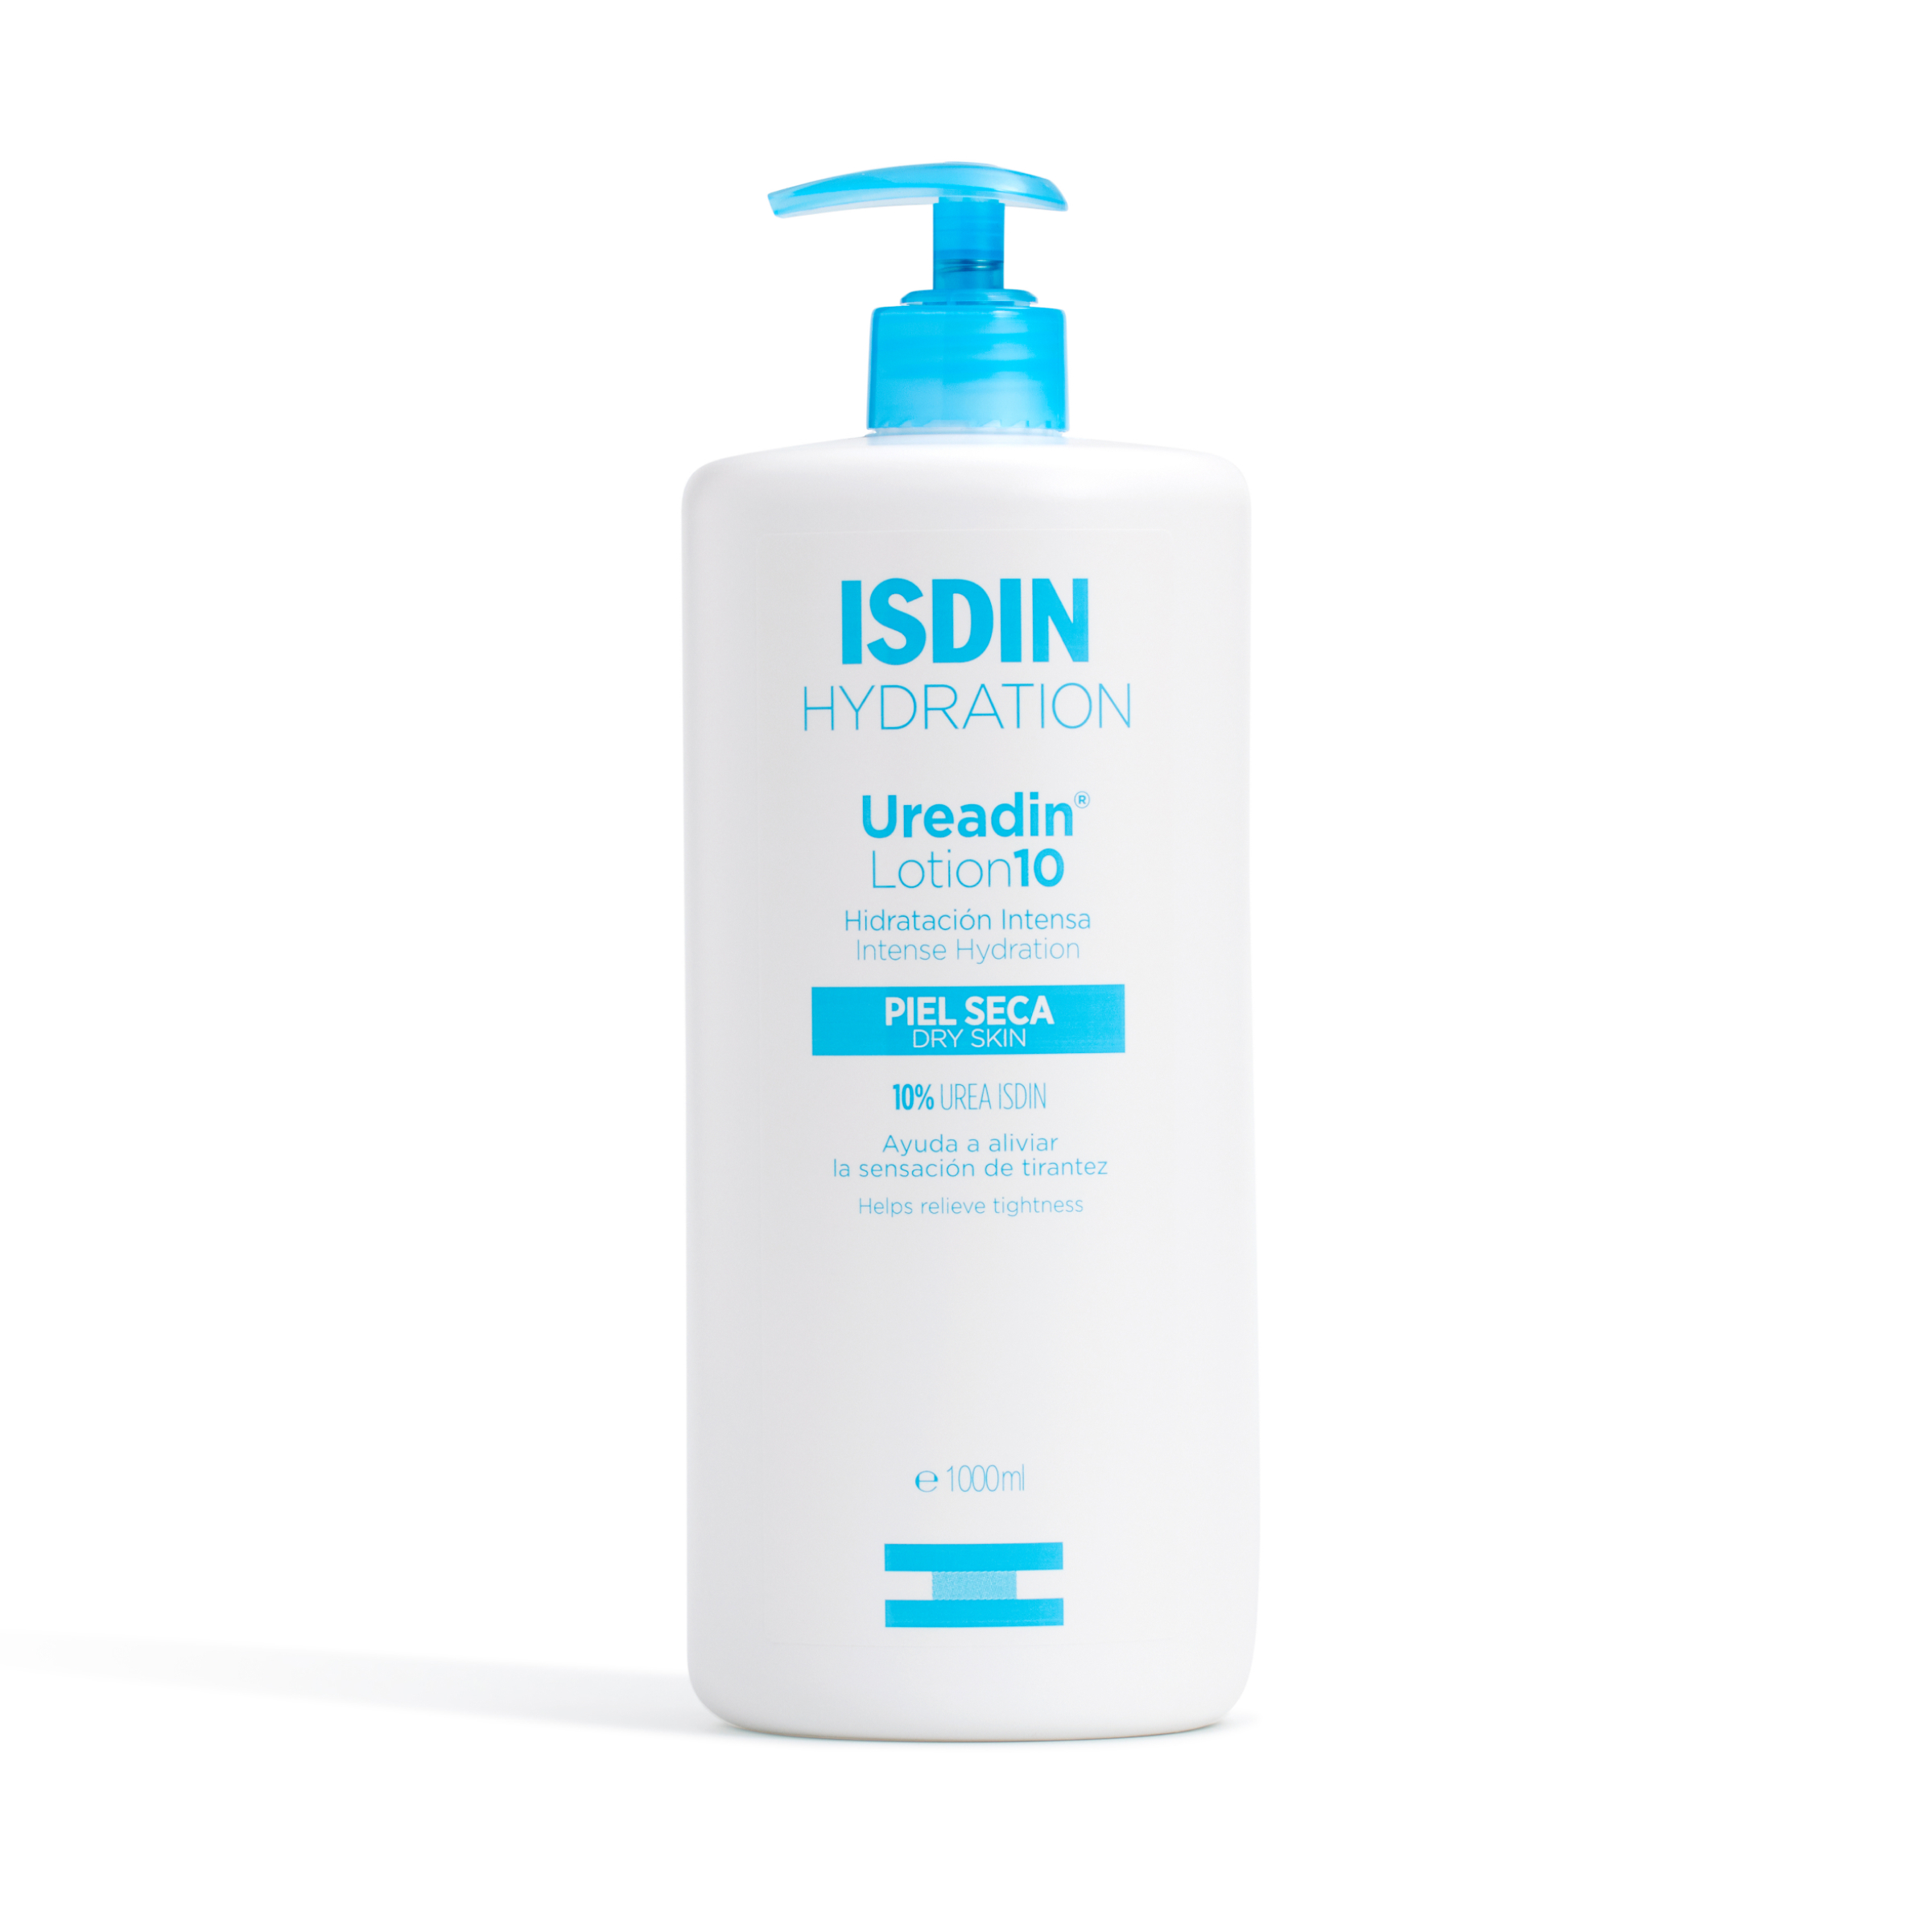 ISDIN
HYDRATION
Ureadin®
Lotion10
Hidratación Intensa
Intense Hydration
PIEL SECA
DRY SKIN
10% UREA ISDIN
Ayuda a aliviar
la sensación de tirantez
Helps relieve tightness
℮ 1000ml